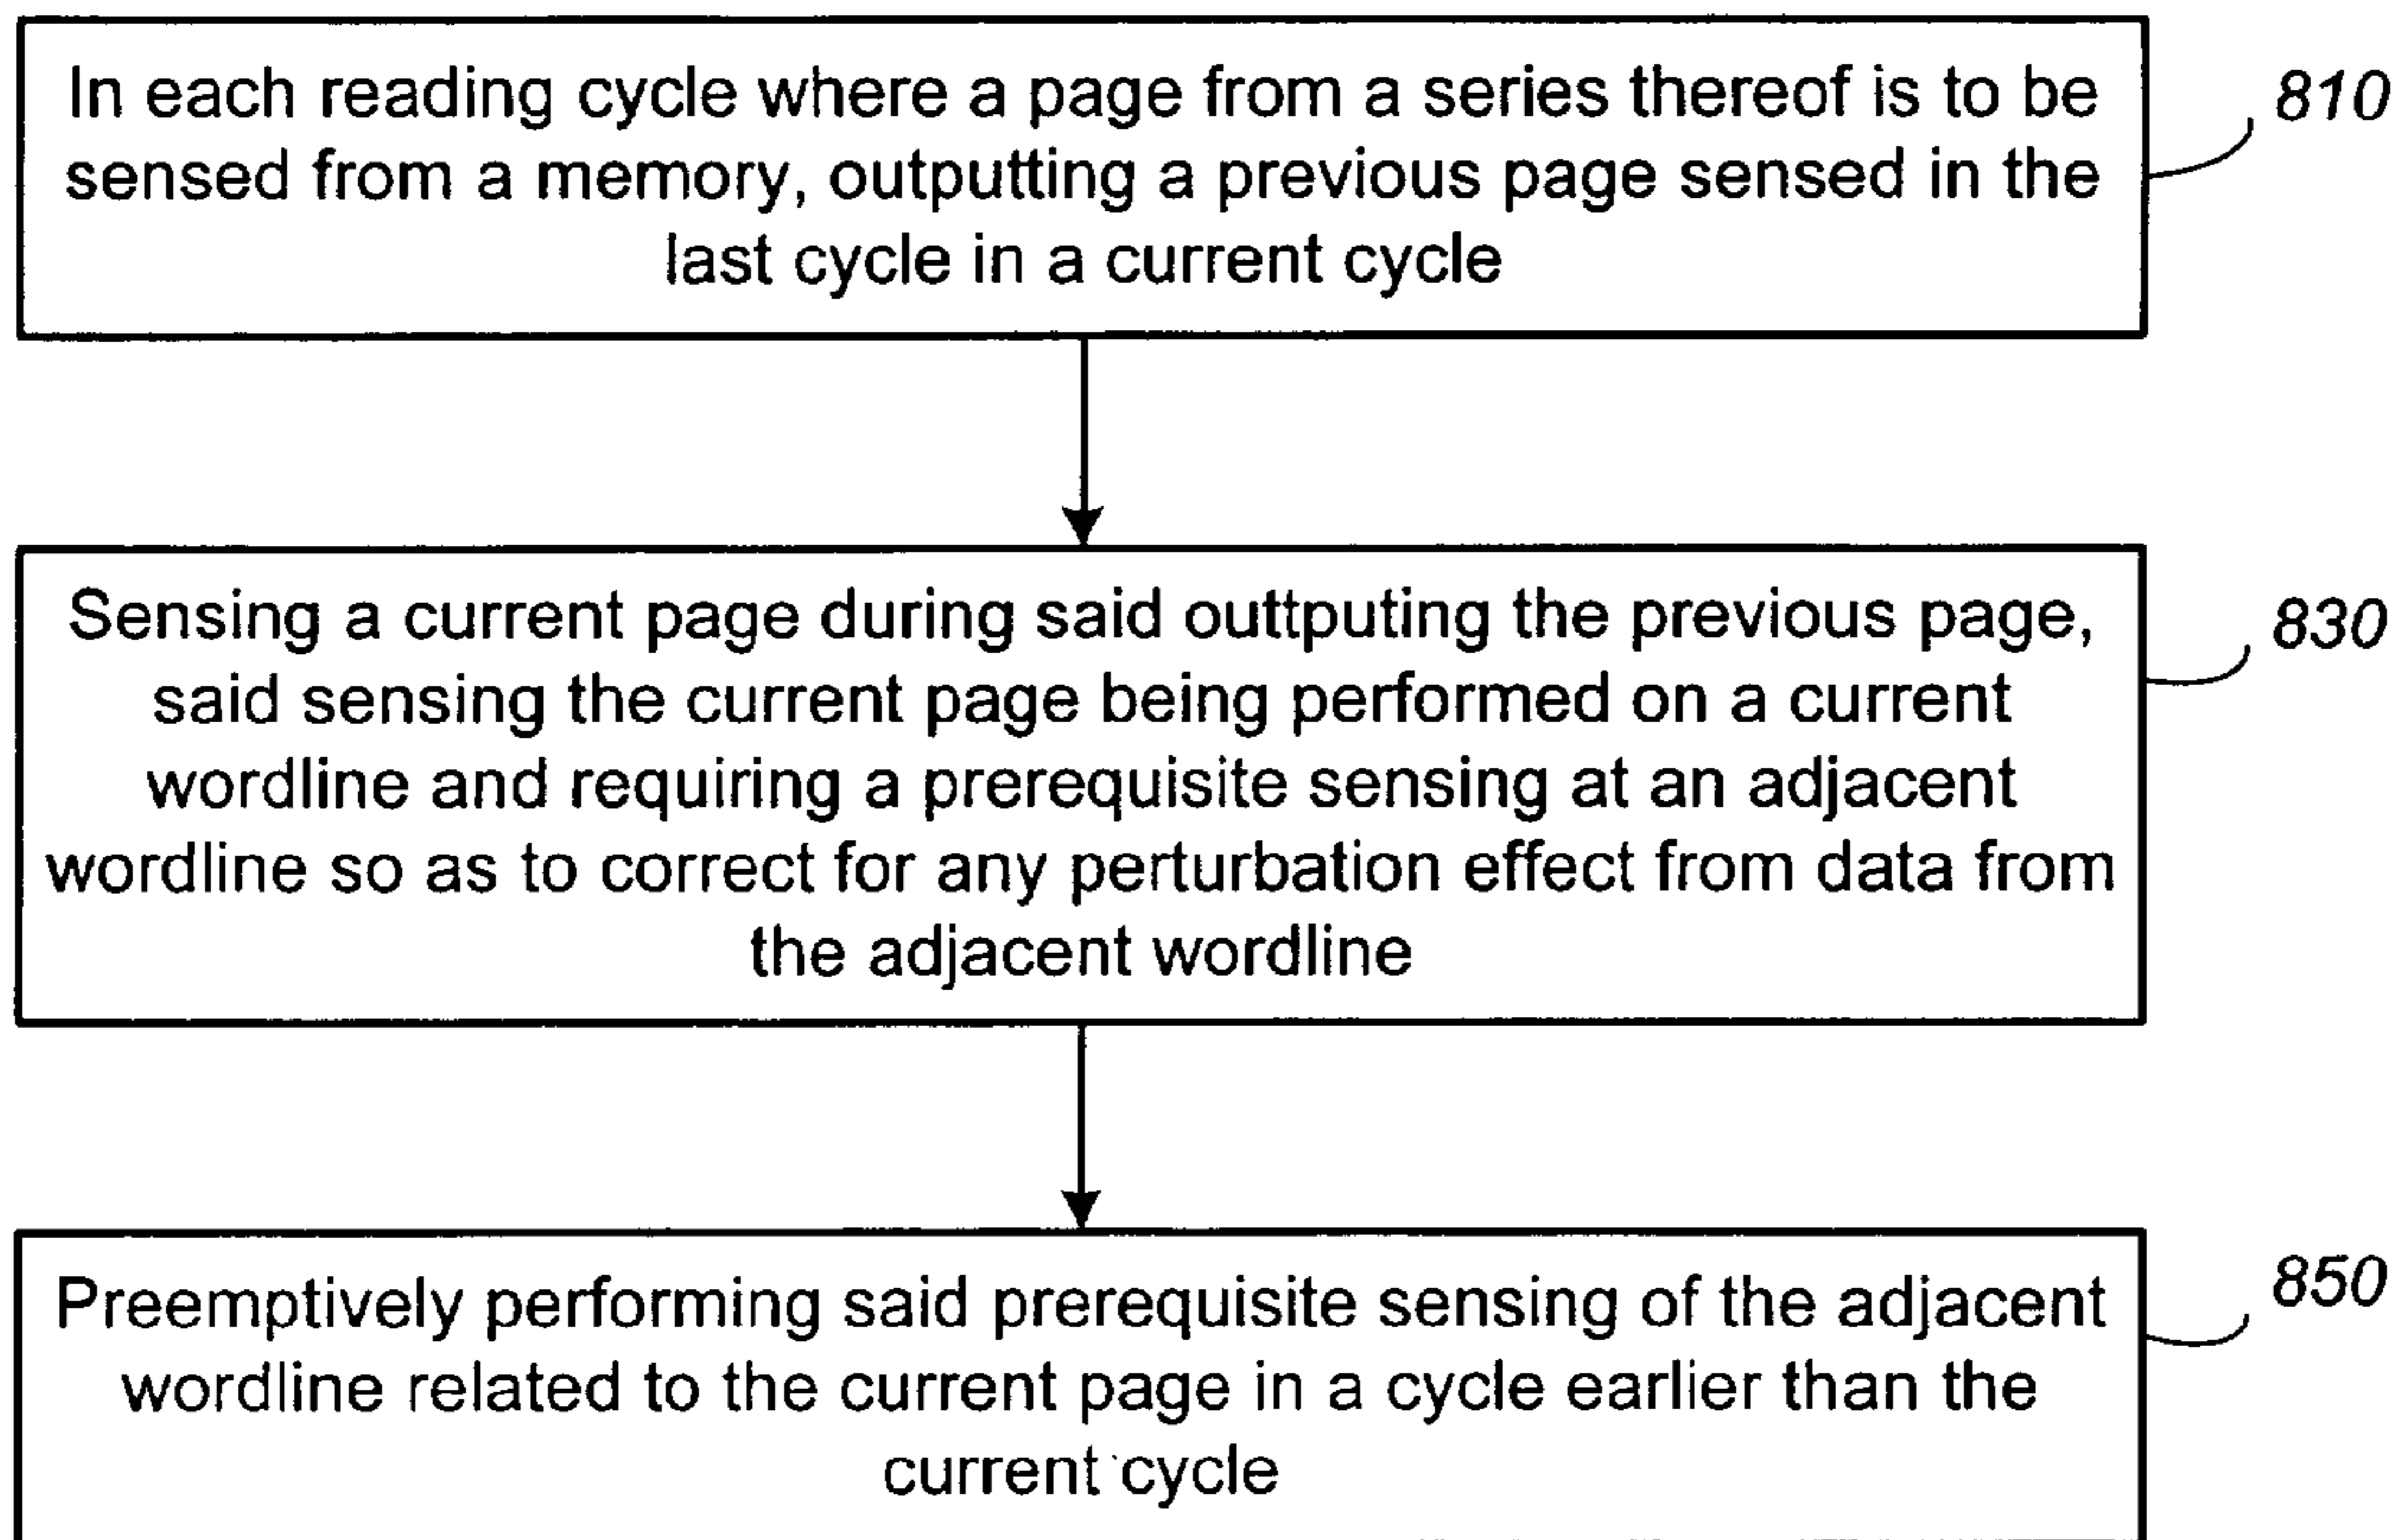 In each reading cycle where a page from a series thereof is to be
sensed from a memory, outputting a previous page sensed in the
last cycle in a current cycle
810
Sensing a current page during said outtputing the previous page,
said sensing the current page being performed on a current
wordline and requiring a prerequisite sensing at an adjacent
wordline so as to correct for any perturbation effect from data from
the adjacent wordline
830
Preemptively performing said prerequisite sensing of the adjacent
wordline related to the current page in a cycle earlier than the
current cycle
850